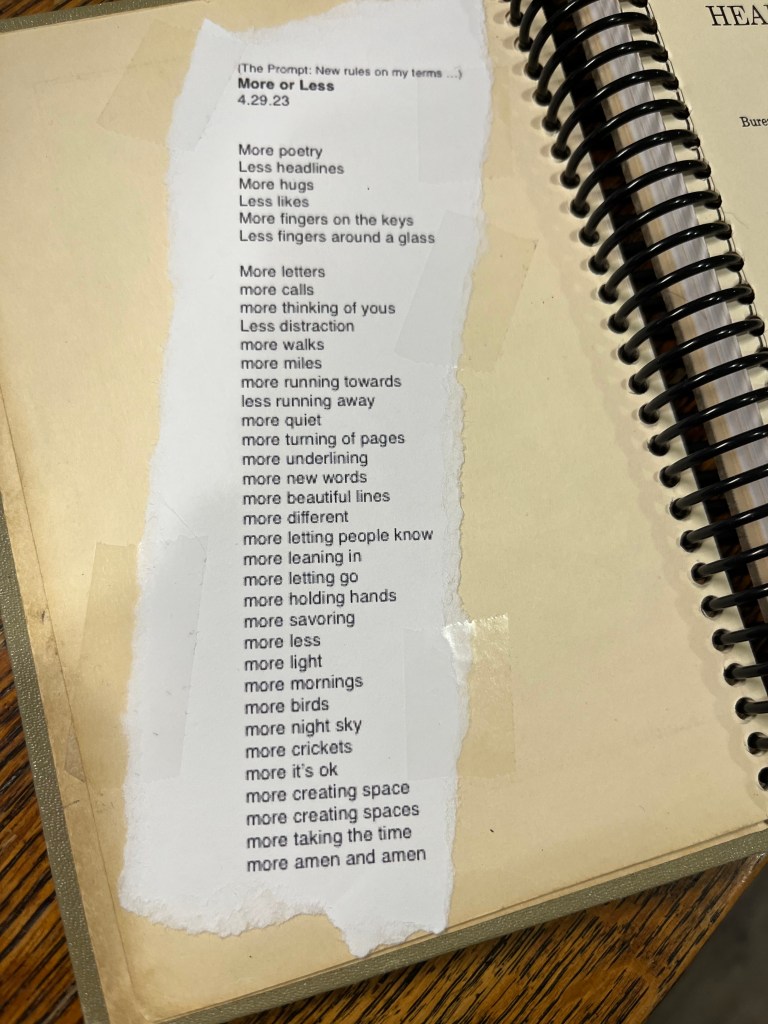 (The Prompt: New rules on my terms ...)
More or Less
4.29.23
More poetry
Less headlines
More hugs
Less likes
More fingers on the keys
Less fingers around a glass
More letters
more calls
more thinking of yous
Less distraction
more walks
more miles
more running towards
less running away
more quiet
more turning of pages
more underlining
more new words
more beautiful lines
more different
more letting people know
more leaning in
more letting go
more holding hands
more savoring
more less
more light
more mornings
more birds
more night sky
more crickets
more it's ok
more creating space
more creating spaces
more taking the time
more amen and amen